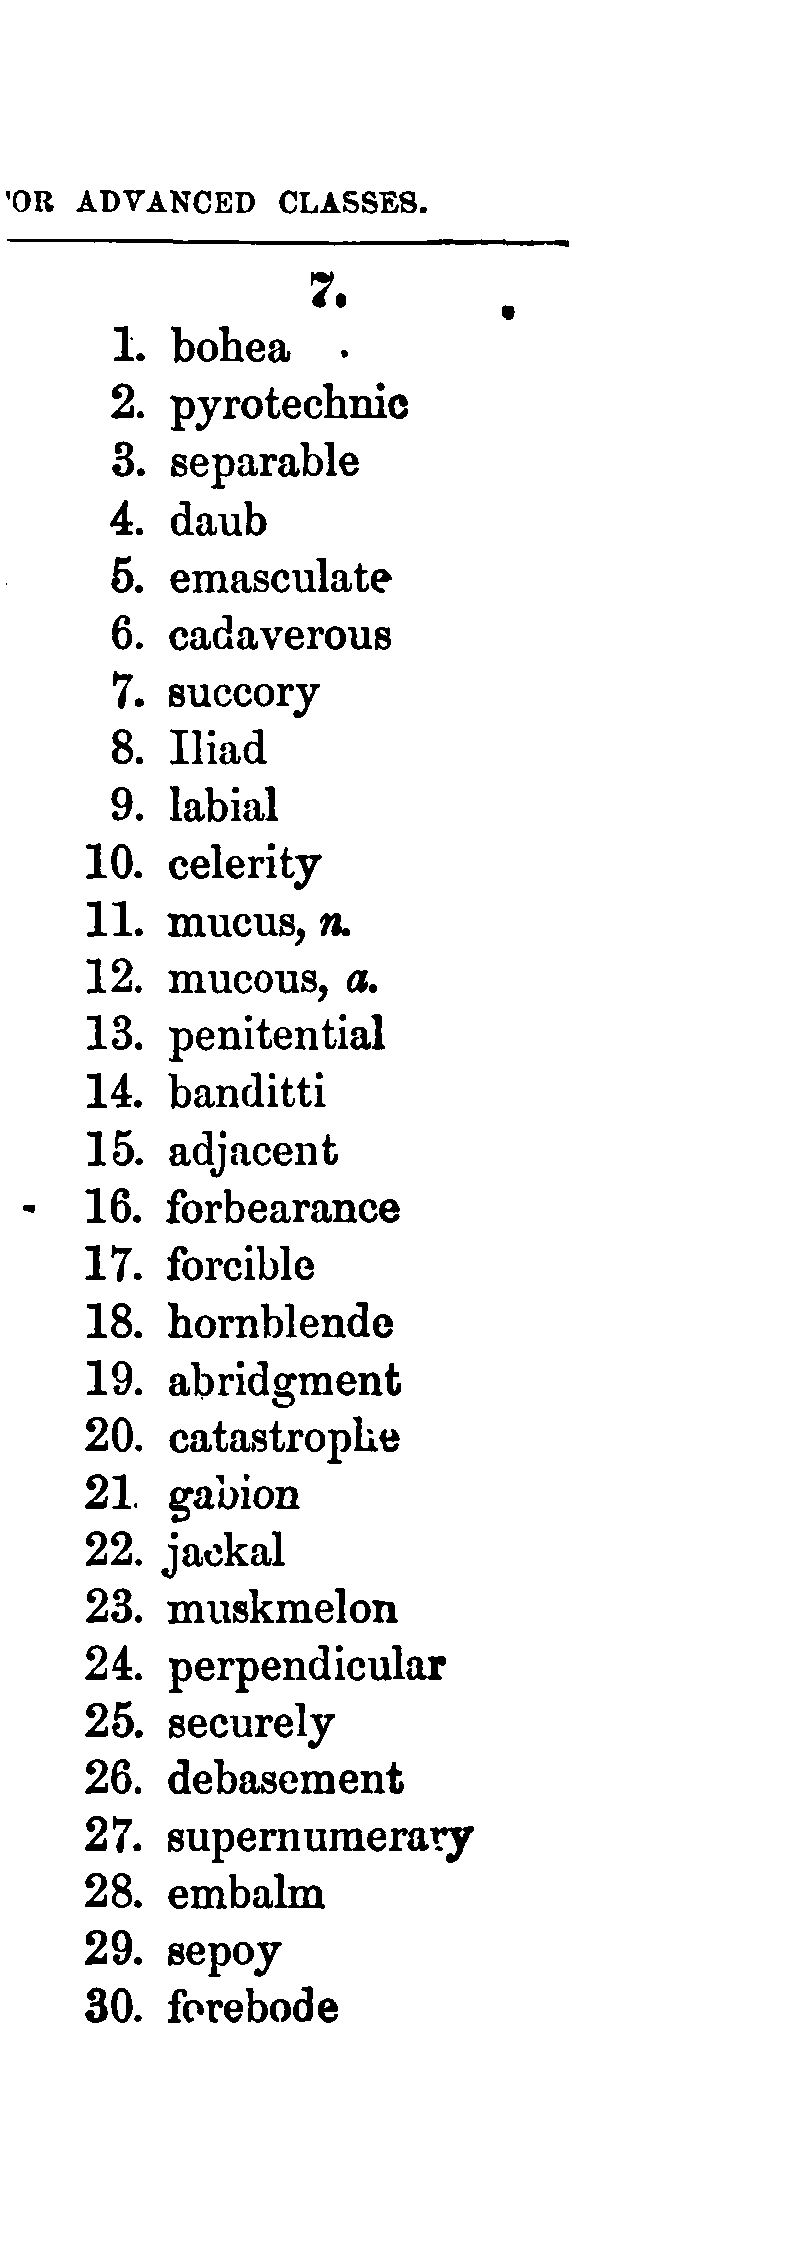 'OR ADVANCED CLASSES.
7.
1. bohea
2. pyrotechnic
3. separable
4. daub
5. emasculate
6. cadaverous
7. succory
8. Iliad
9. labial
10. celerity
11. mucus, n.
12. mucous, a.
13. penitential
14. banditti
15. adjacent
16. forbearance
17. forcible
18. hornblende
19. abridgment
20. catastrophe
21. gabion
22. jackal
23. muskmelon
24. perpendicular
25. securely
26. debasement
27. supernumerary
28. embalm
29. sepoy
30. forebode